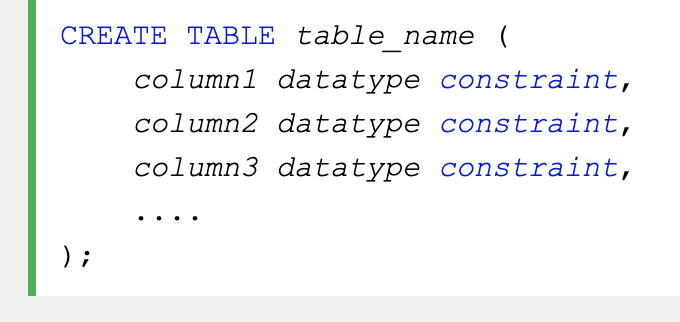 CREATE TABLE table_name (
    column1 datatype constraint,
    column2 datatype constraint,
    column3 datatype constraint,
    ....
);